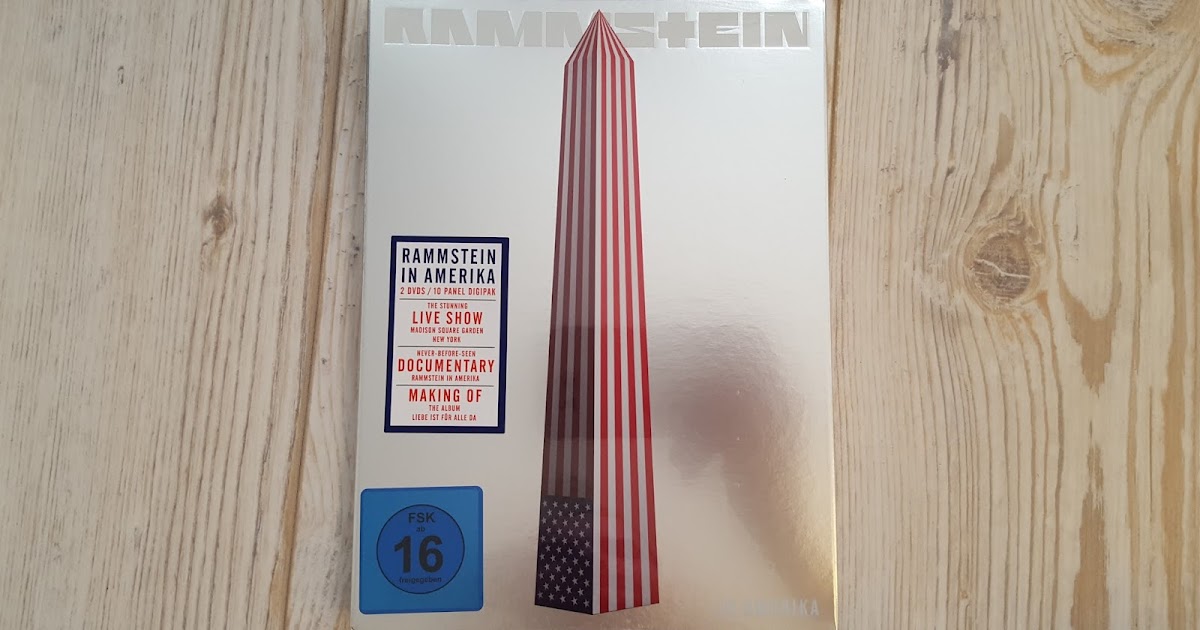 RAMMSTEIN
RAMMSTEIN
IN AMERIKA
2 DVDS / 10 PANEL DIGIPAK
THE STUNNING
LIVE SHOW
MADISON SQUARE GARDEN
NEW YORK
NEVER-BEFORE-SEEN
DOCUMENTARY
RAMMSTEIN IN AMERIKA
MAKING OF
THE ALBUM
LIEBE IST FÜR ALLE DA
FSK
ab
16
freigegeben
IN AMERIKA